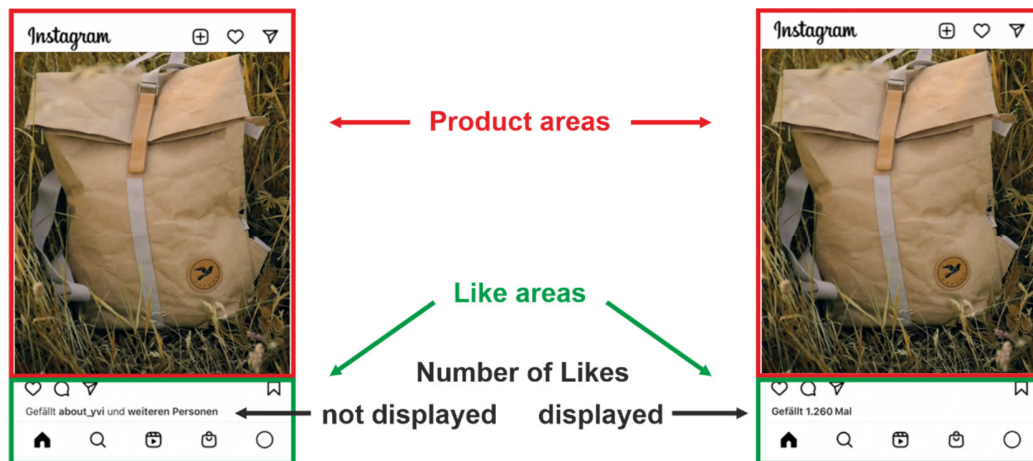 Instagram
Instagram
Product areas
Like areas
Number of Likes
not displayed displayed
Gefällt about_yvi und weiteren Personen
Gefällt 1.260 Mal